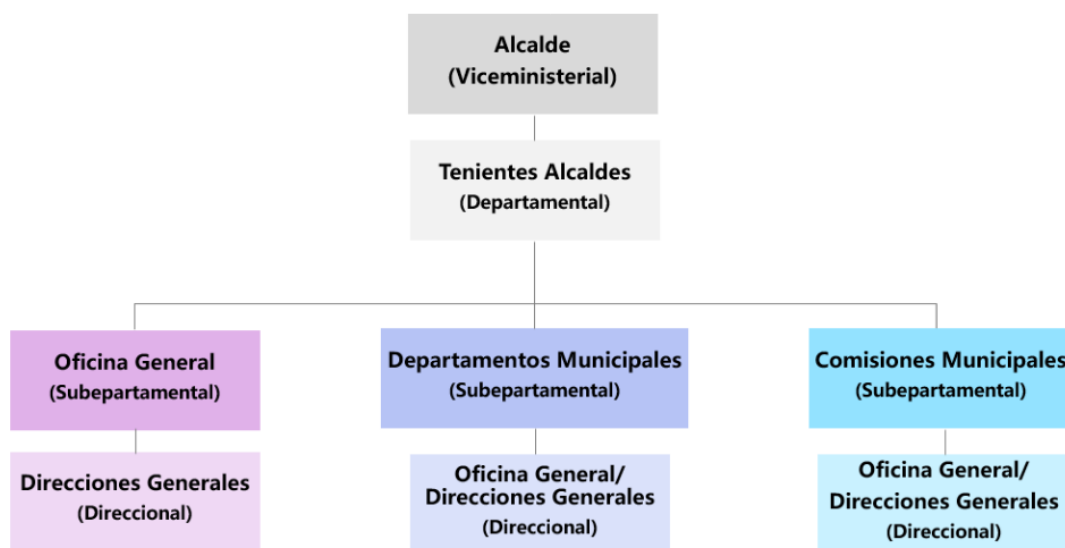 Alcalde
(Viceministerial)
Tenientes Alcaldes
(Departamental)
Oficina General
(Subepartamental)
Departamentos Municipales
(Subepartamental)
Comisiones Municipales
(Subepartamental)
Direcciones Generales
(Direccional)
Oficina General/
Direcciones Generales
(Direccional)
Oficina General/
Direcciones Generales
(Direccional)